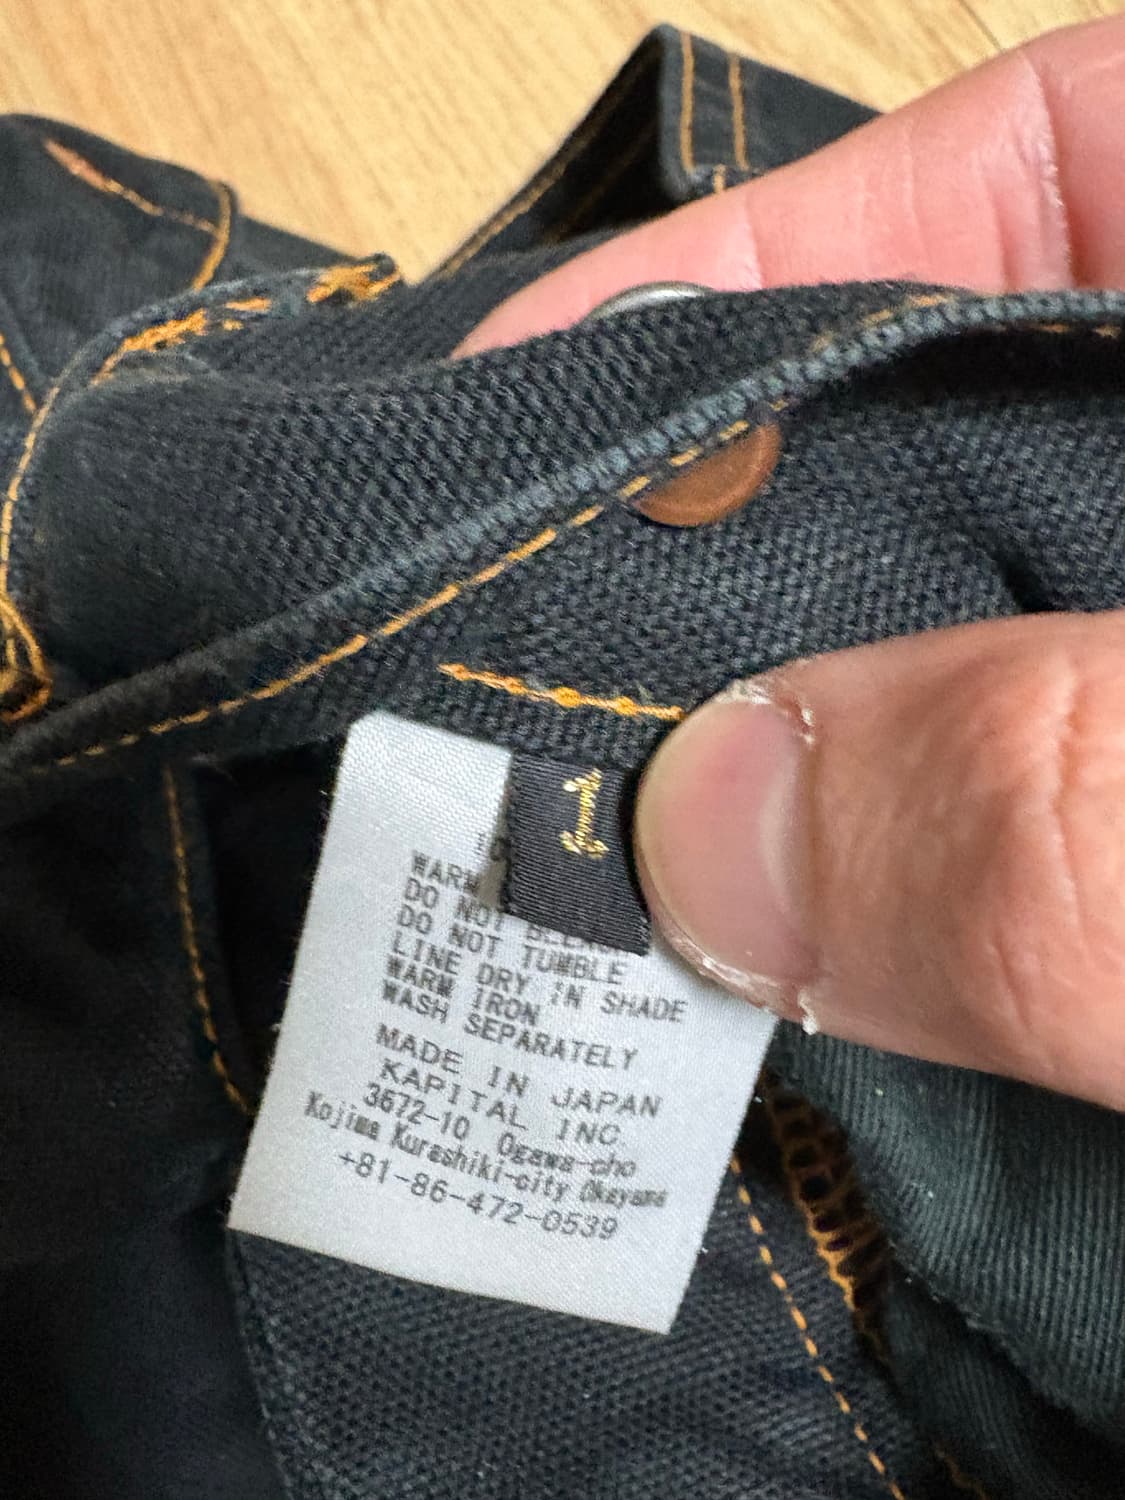 1
WARM
DO NOT
DO NOT TUMBLE
LINE DRY IN SHADE
WARM IRON
WASH SEPARATELY
MADE IN JAPAN
KAPITAL INC.
3672-10 Ogawa-cho
Kojima Kurashiki-city Okayama
+81-86-472-0539